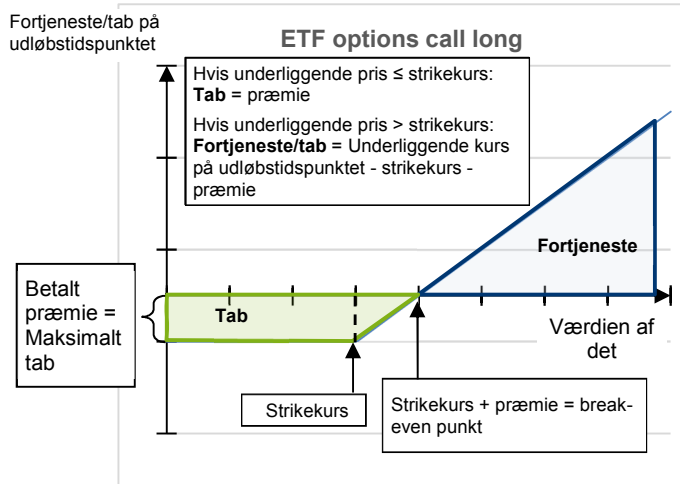 Fortjeneste/tab på
udløbstidspunktet
ETF options call long
Hvis underliggende pris ≤ strikekurs:
Tab = præmie
Hvis underliggende pris > strikekurs:
Fortjeneste/tab = Underliggende kurs
på udløbstidspunktet - strikekurs -
præmie
Fortjeneste
Betalt
præmie =
Maksimalt
tab
Tab
Værdien af
det
Strikekurs
Strikekurs + præmie = break-
even punkt